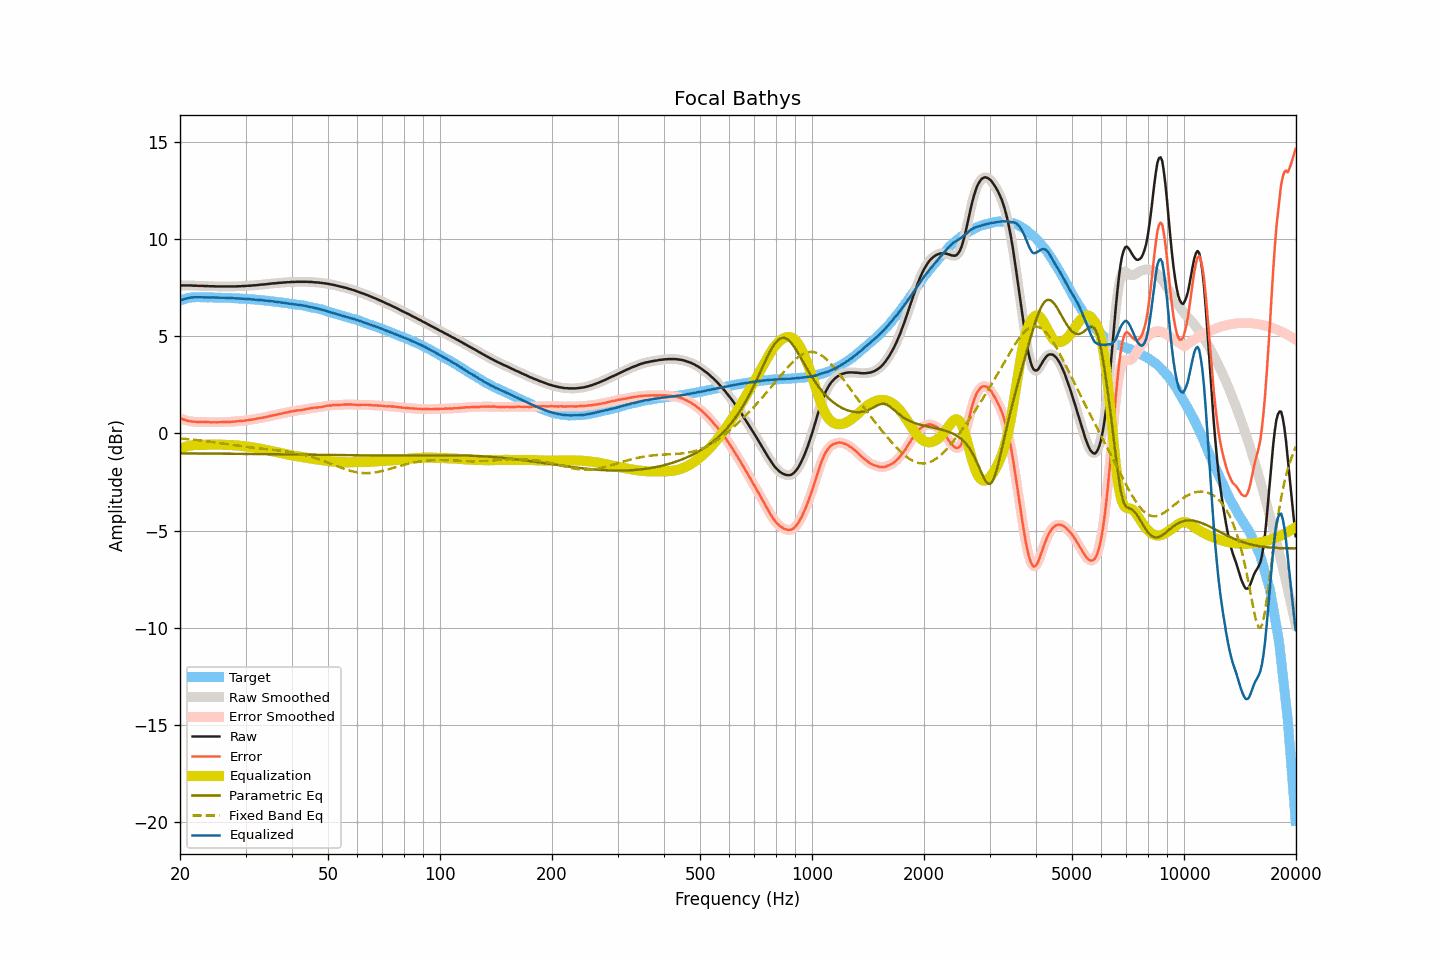 Focal Bathys
15
10
5
0
−5
−10
−15
−20
Amplitude (dBr)
Target
Raw Smoothed
Error Smoothed
Raw
Error
Equalization
Parametric Eq
Fixed Band Eq
Equalized
20 50 100 200 500 1000 2000 5000 10000 20000
Frequency (Hz)